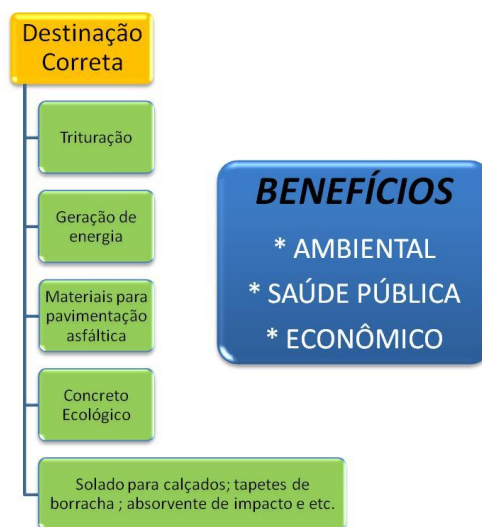 Destinação
Correta
Trituração
Geração de
energia
Materiais para
pavimentação
asfáltica
Concreto
Ecológico
Solado para calçados; tapetes de
borracha ; absorvente de impacto e etc.
BENEFÍCIOS
* AMBIENTAL
* SAÚDE PÚBLICA
* ECONÔMICO